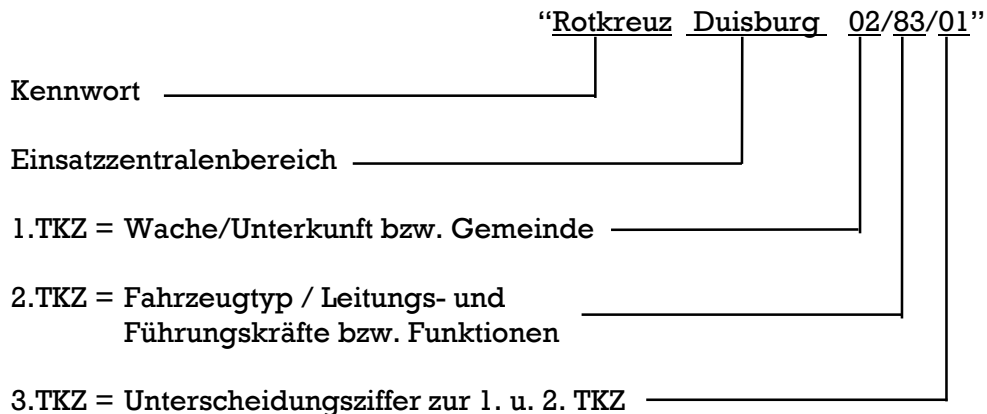 “Rotkreuz Duisburg 02/83/01”
Kennwort
Einsatzzentralenbereich
1.TKZ = Wache/Unterkunft bzw. Gemeinde
2.TKZ = Fahrzeugtyp / Leitungs- und
Führungskräfte bzw. Funktionen
3.TKZ = Unterscheidungsziffer zur 1. u. 2. TKZ